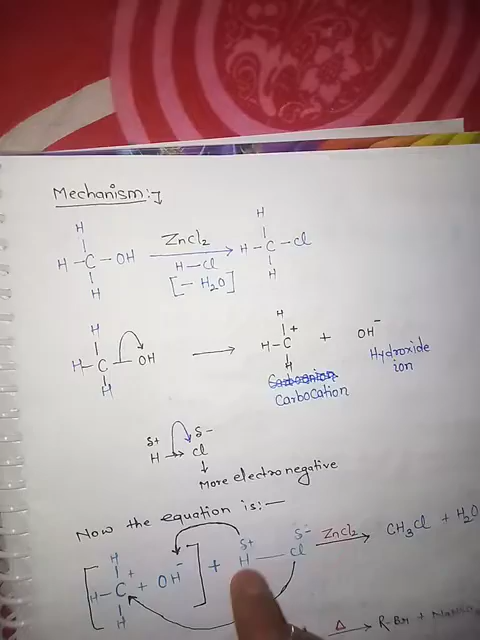 Mechanism:
H
ZnCl2
H
H-C-OH
H-C-Cl
H-Cl
H
[-H2O]
H
H
H-C-OH
H
H-C+
+ OH-
H
Hydroxide
H
ion
Carbocation
δ+ δ-
H Cl
More electronegative
Now the equation is:-
[H-C+ + OH-] + H-Cl ZnCl2 CH3Cl + H2O
H
H
δ+ δ-
Δ R-Br +